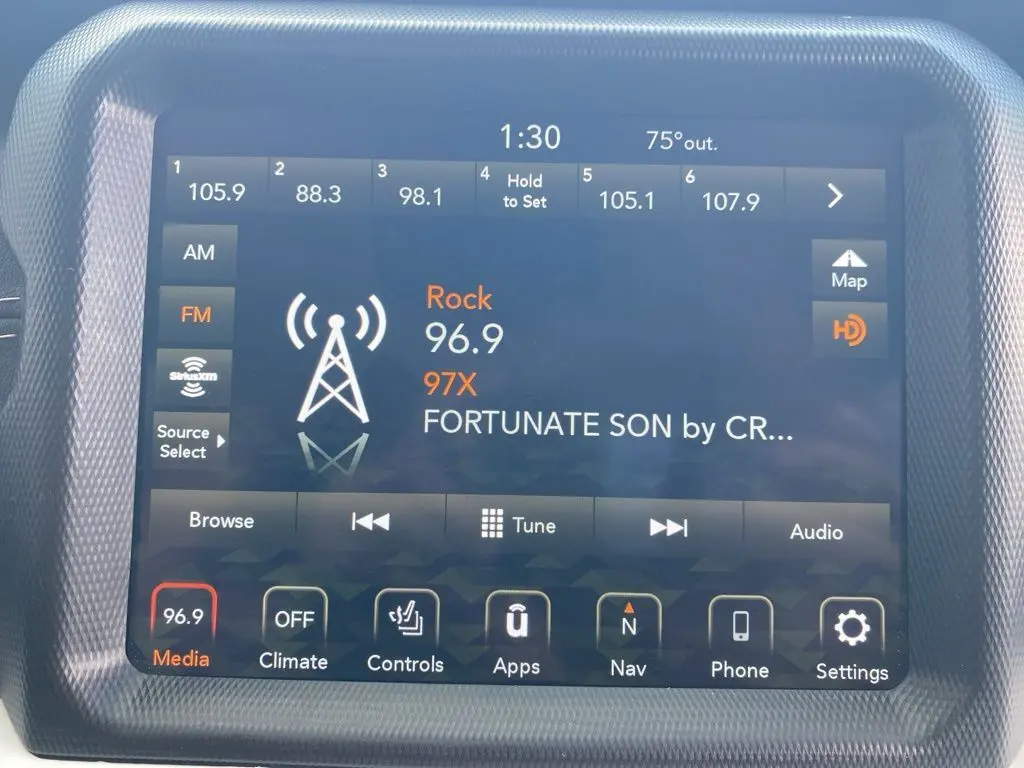 1:30 75°out.
1 105.9 2 88.3 3 98.1 4 Hold to Set 5 105.1 6 107.9
AM
Map
FM
HD
Rock
96.9
97X
FORTUNATE SON by CR...
SiriusXM
Source
Select
Browse Tune Audio
96.9 OFF N
Media Climate Controls Apps Nav Phone Settings